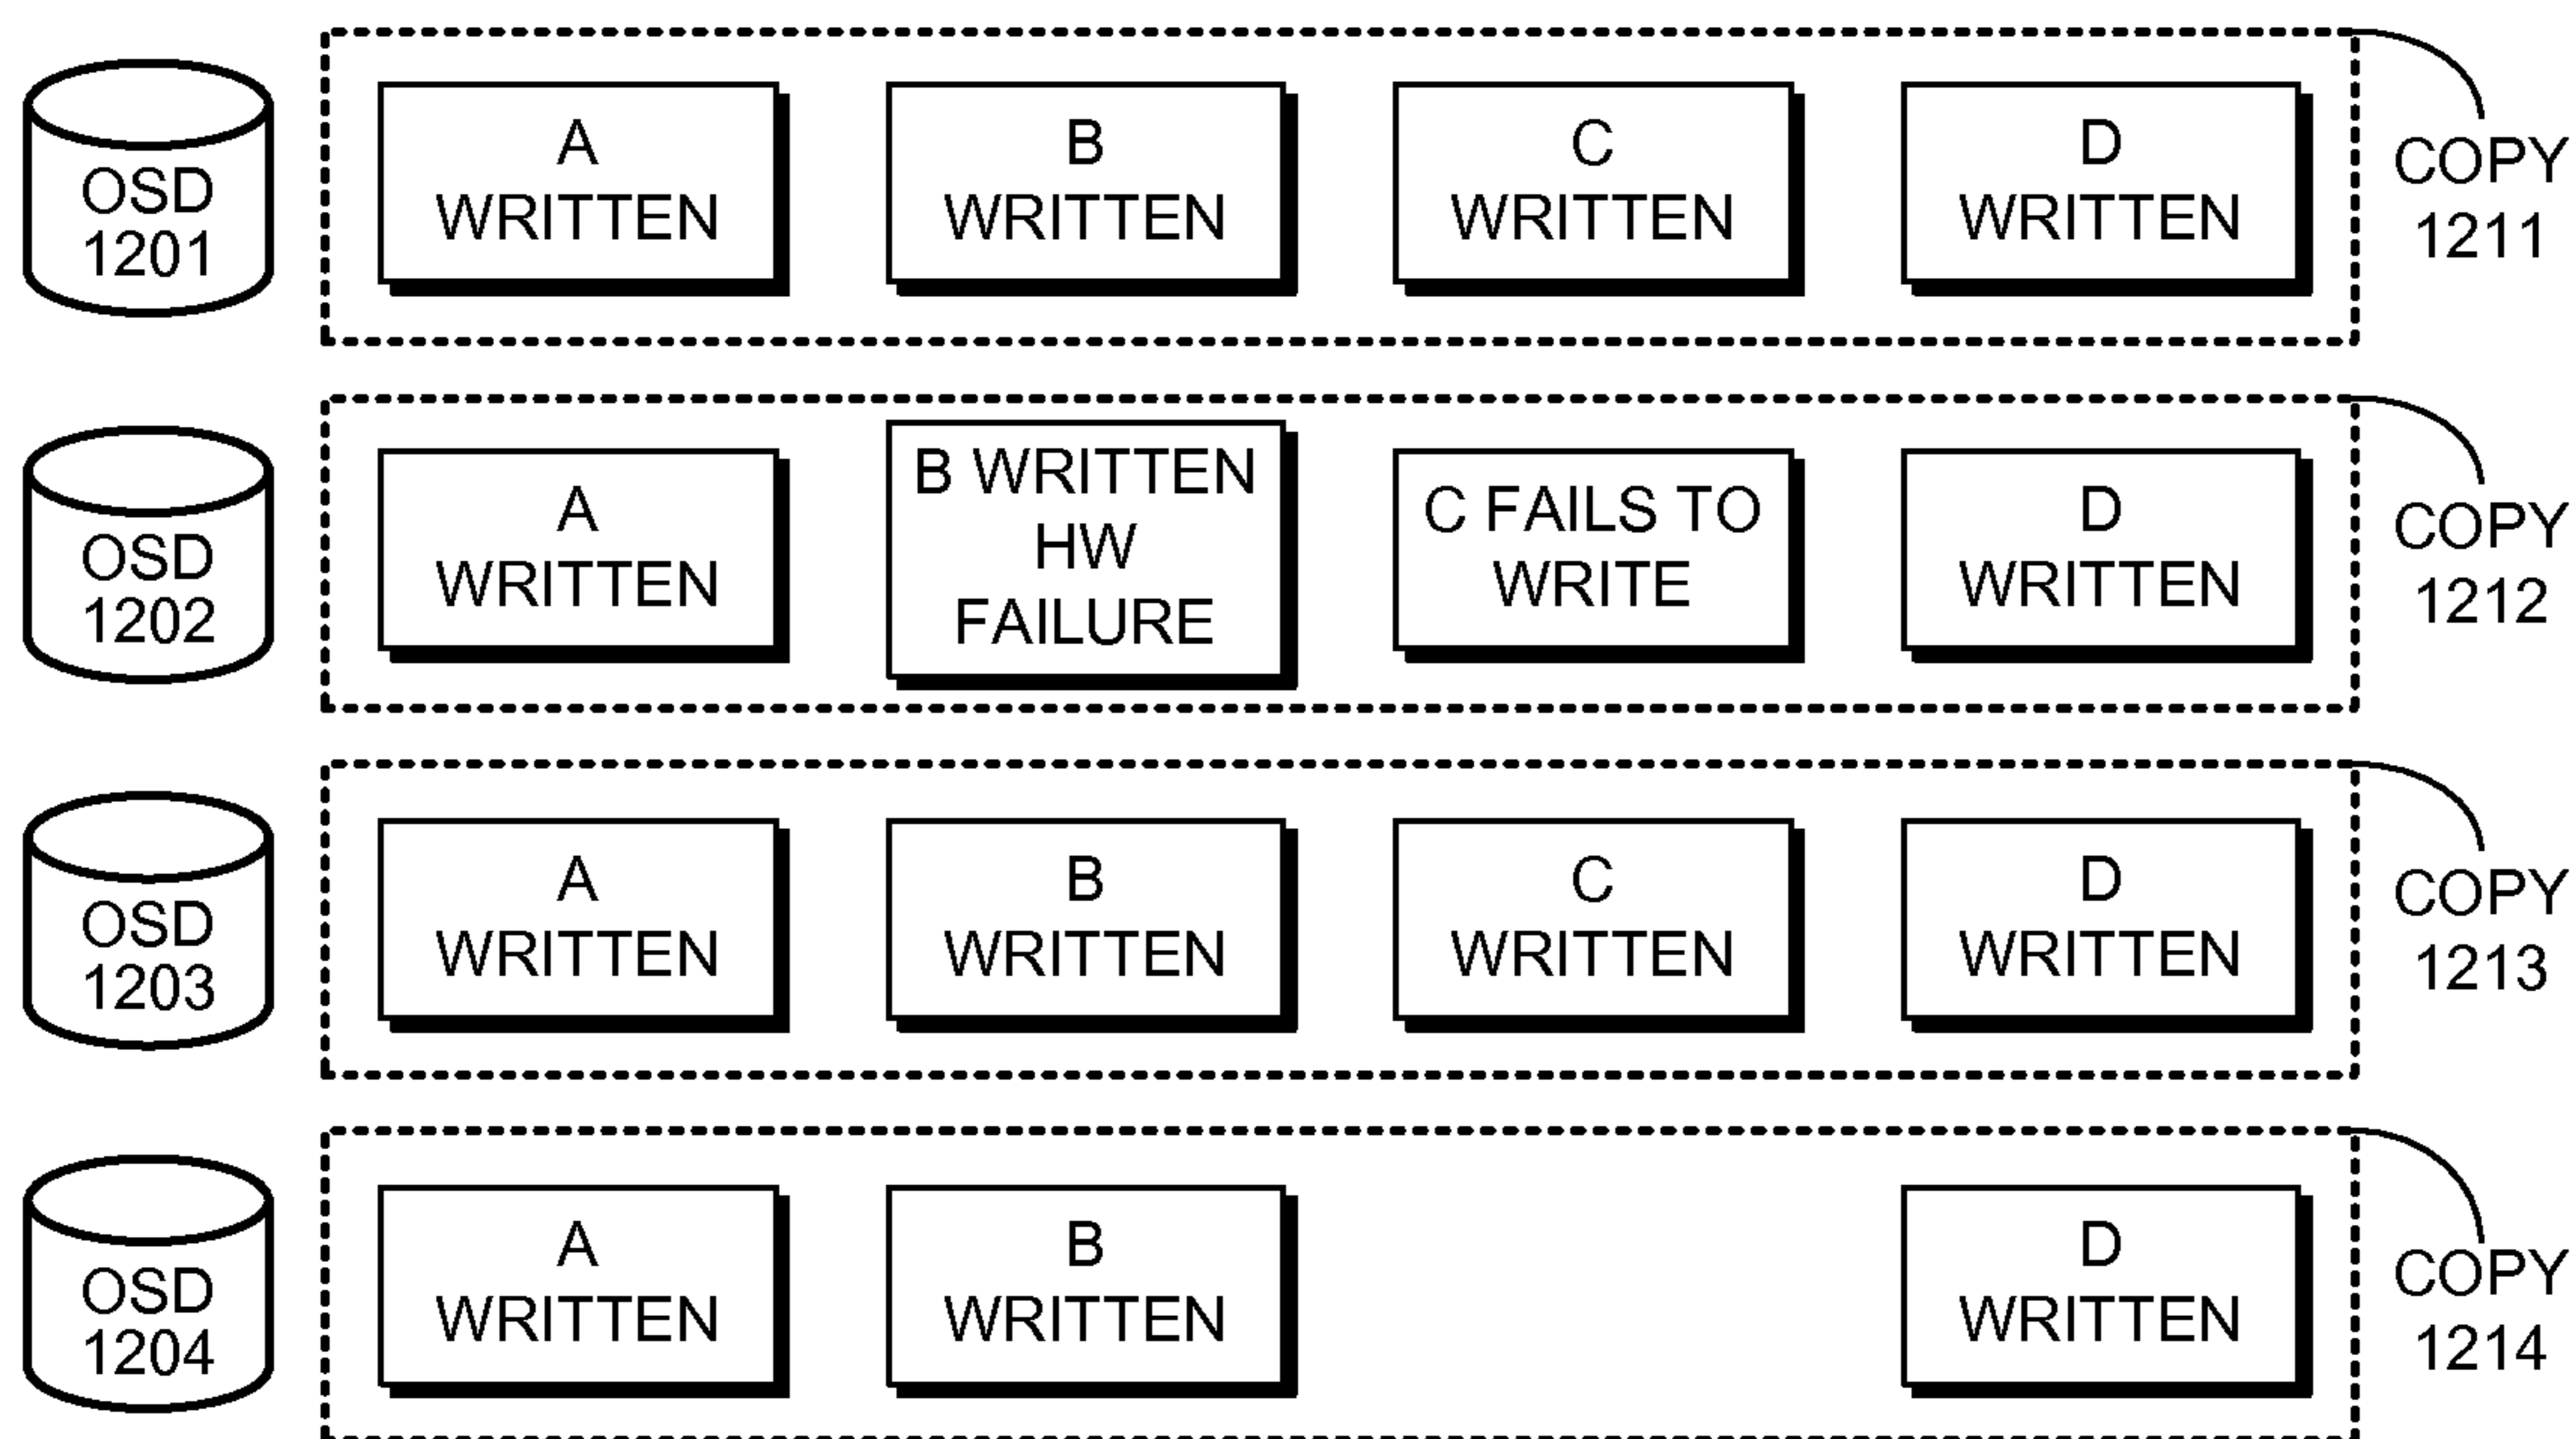 OSD
1201
A
WRITTEN
B
WRITTEN
C
WRITTEN
D
WRITTEN
COPY
1211
OSD
1202
A
WRITTEN
B WRITTEN
HW
FAILURE
C FAILS TO
WRITE
D
WRITTEN
COPY
1212
OSD
1203
A
WRITTEN
B
WRITTEN
C
WRITTEN
D
WRITTEN
COPY
1213
OSD
1204
A
WRITTEN
B
WRITTEN
D
WRITTEN
COPY
1214